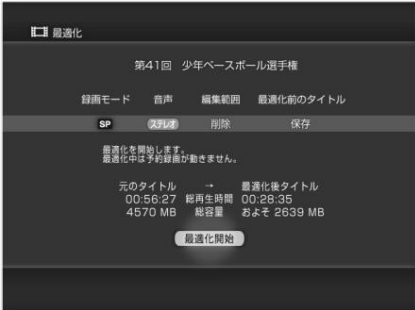 最適化
第41回 少年ベースボール選手権
録画モード 音声 編集範囲 最適化前のタイトル
SP ステレオ 削除 保存
最適化を開始します。
最適化中は予約録画が動きません。
元のタイトル → 最適化後タイトル
00:56:27 総再生時間 00:28:35
4570 MB 総容量 およそ 2639 MB
最適化開始